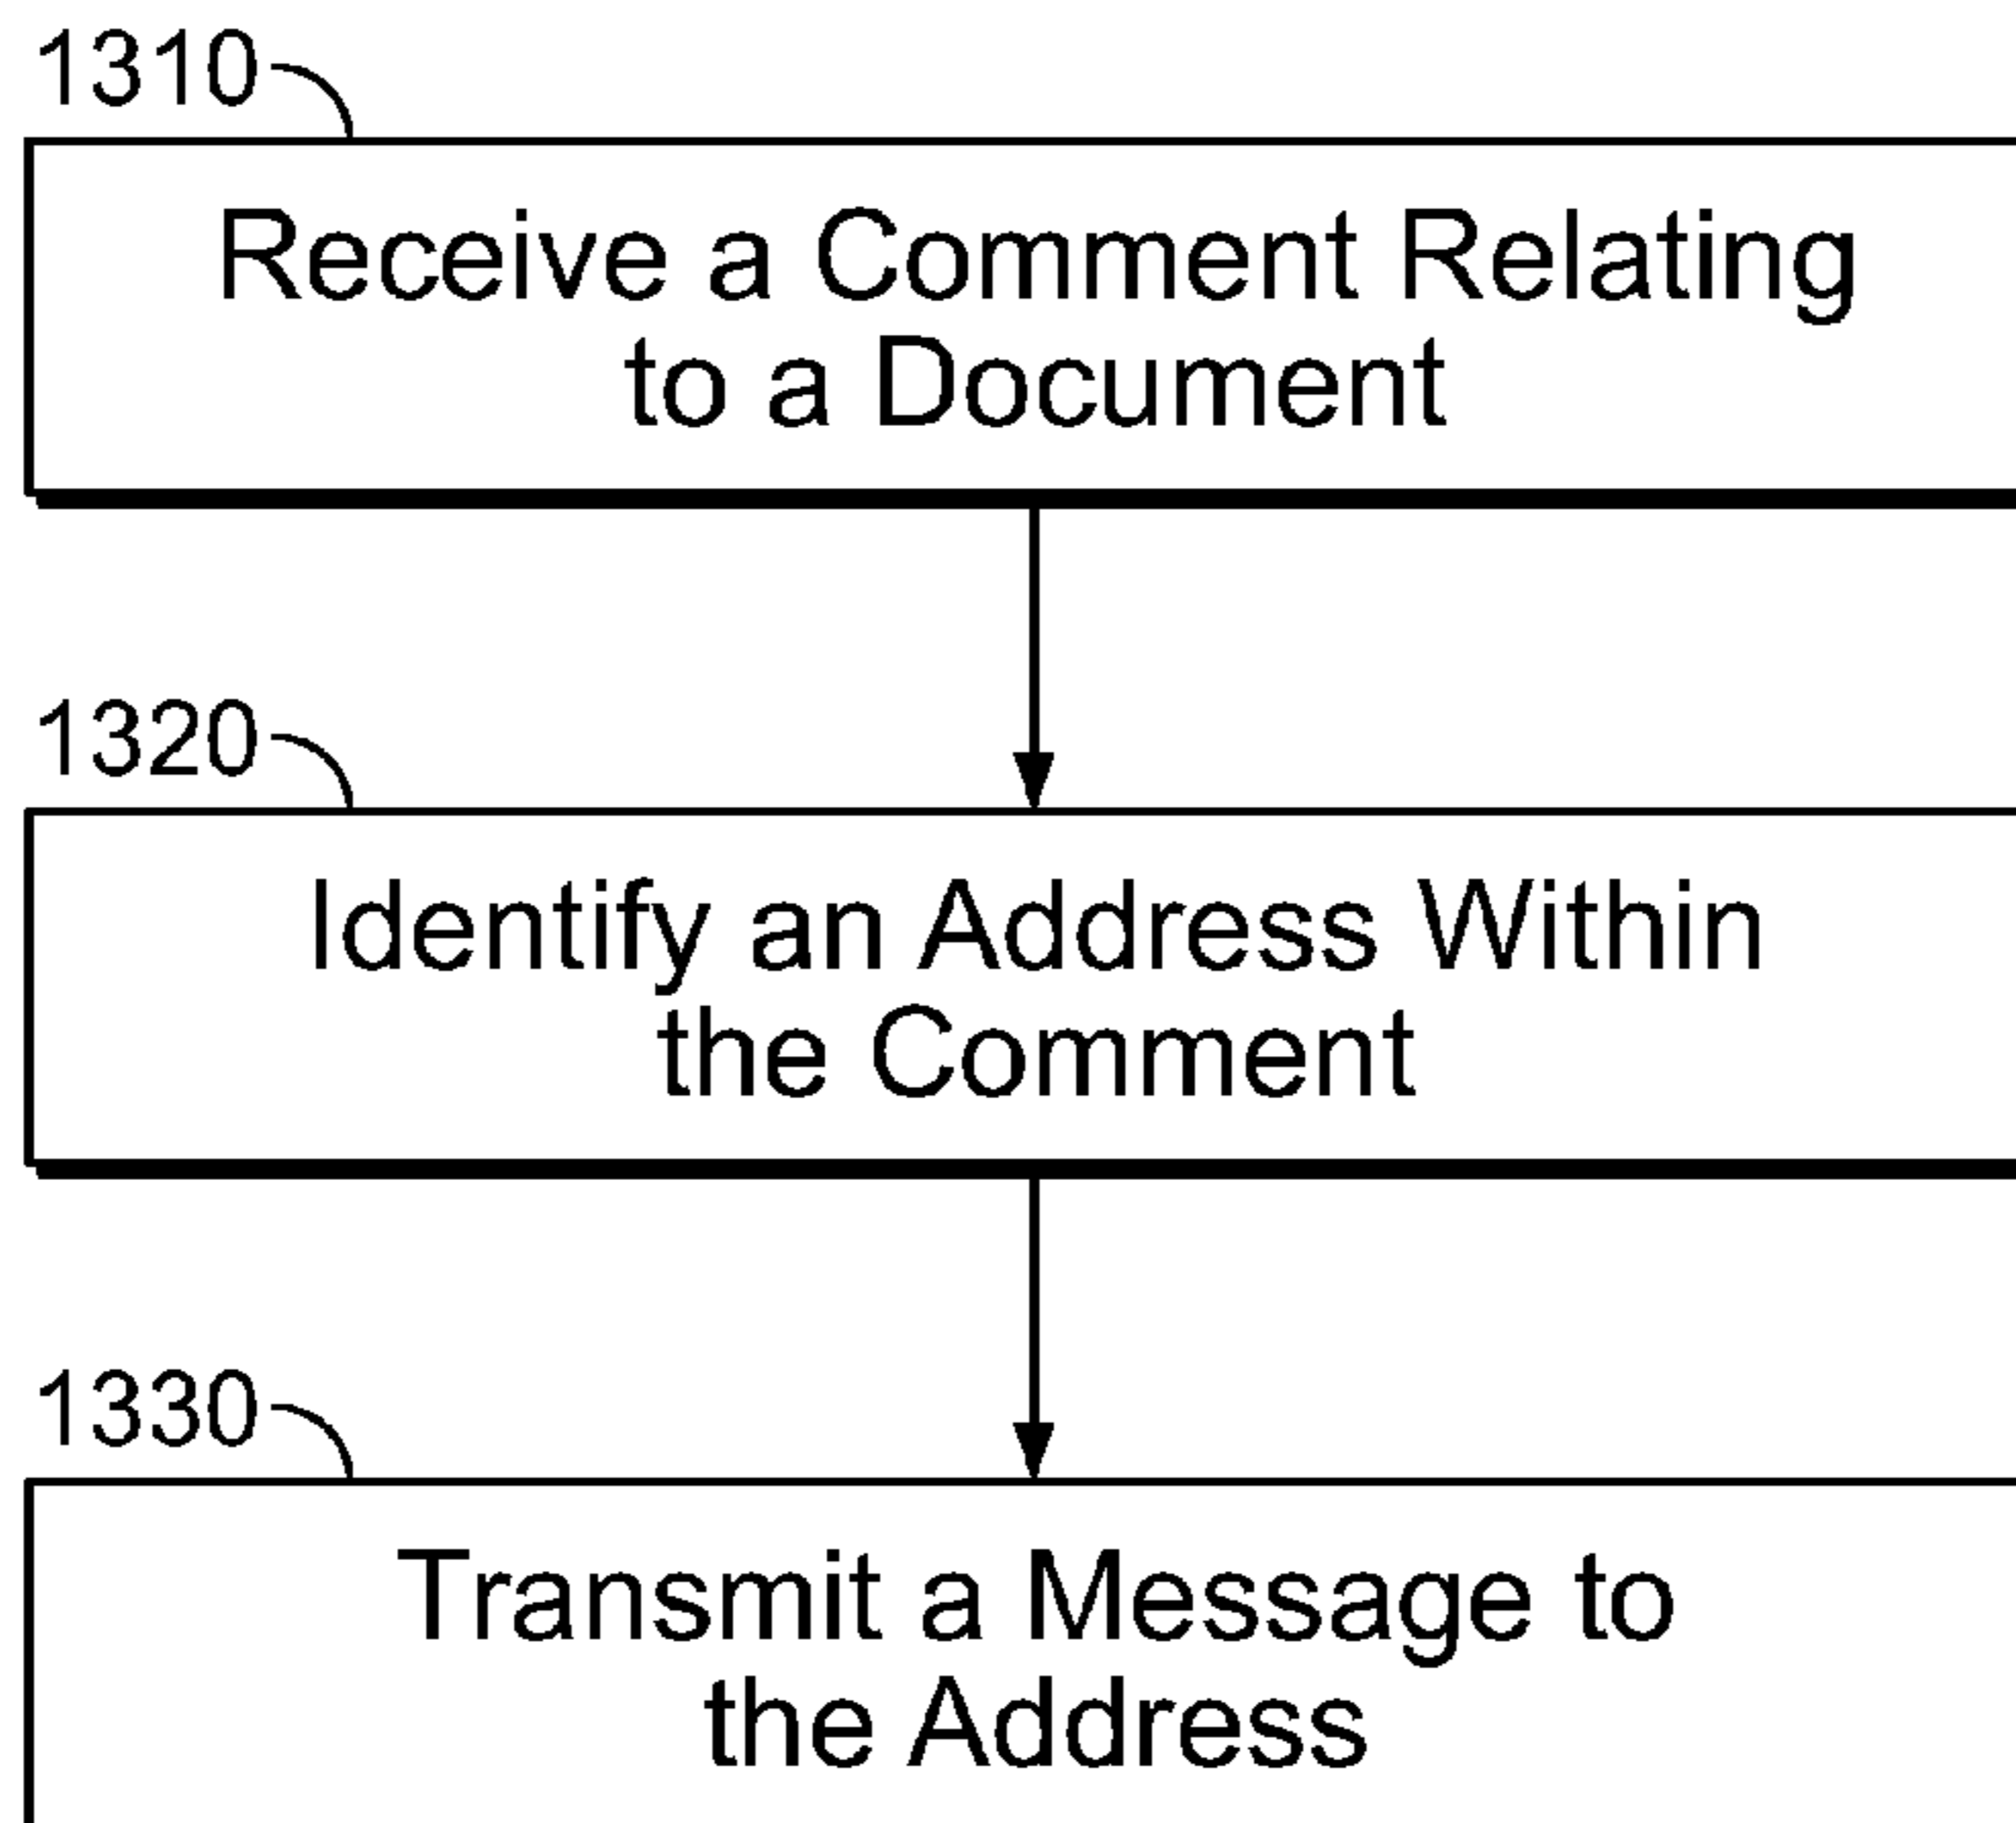 1310
Receive a Comment Relating
to a Document
1320
Identify an Address Within
the Comment
1330
Transmit a Message to
the Address